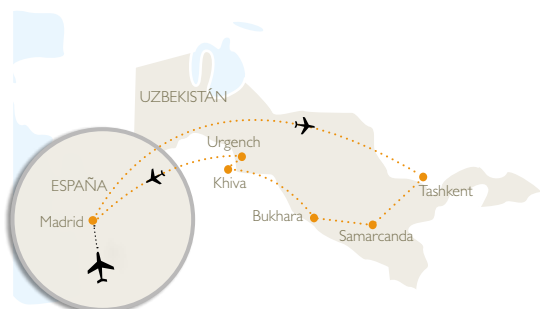 UZBEKISTÁN
Urgench
ESPAÑA
Khiva
Tashkent
Madrid
Bukhara
Samarcanda